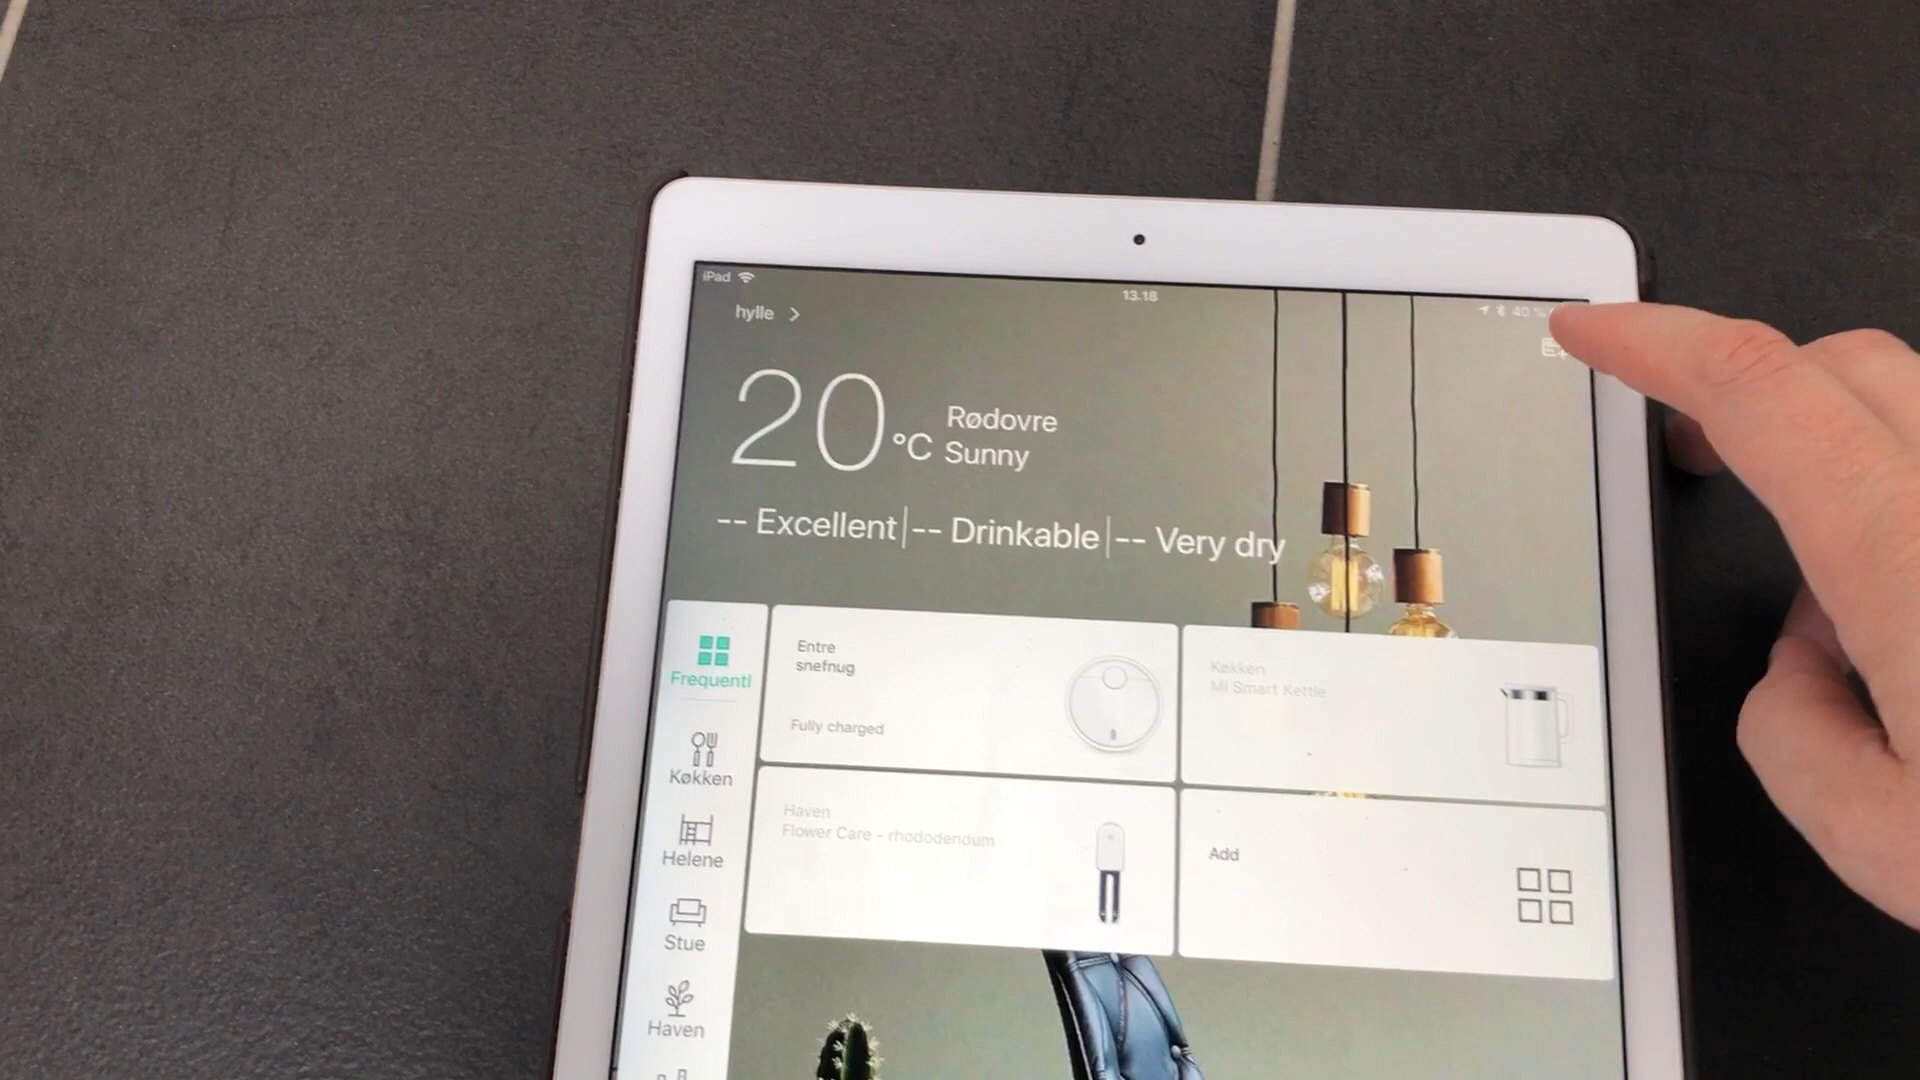 iPad
13.18
40 %
hylle
20 °C
Rødovre
Sunny
-- Excellent|-- Drinkable|-- Very dry
Frequentl
Køkken
Helene
Stue
Haven
Entre
snefnug
Fully charged
Køkken
Mi Smart Kettle
Haven
Flower Care - rhododendum
Add